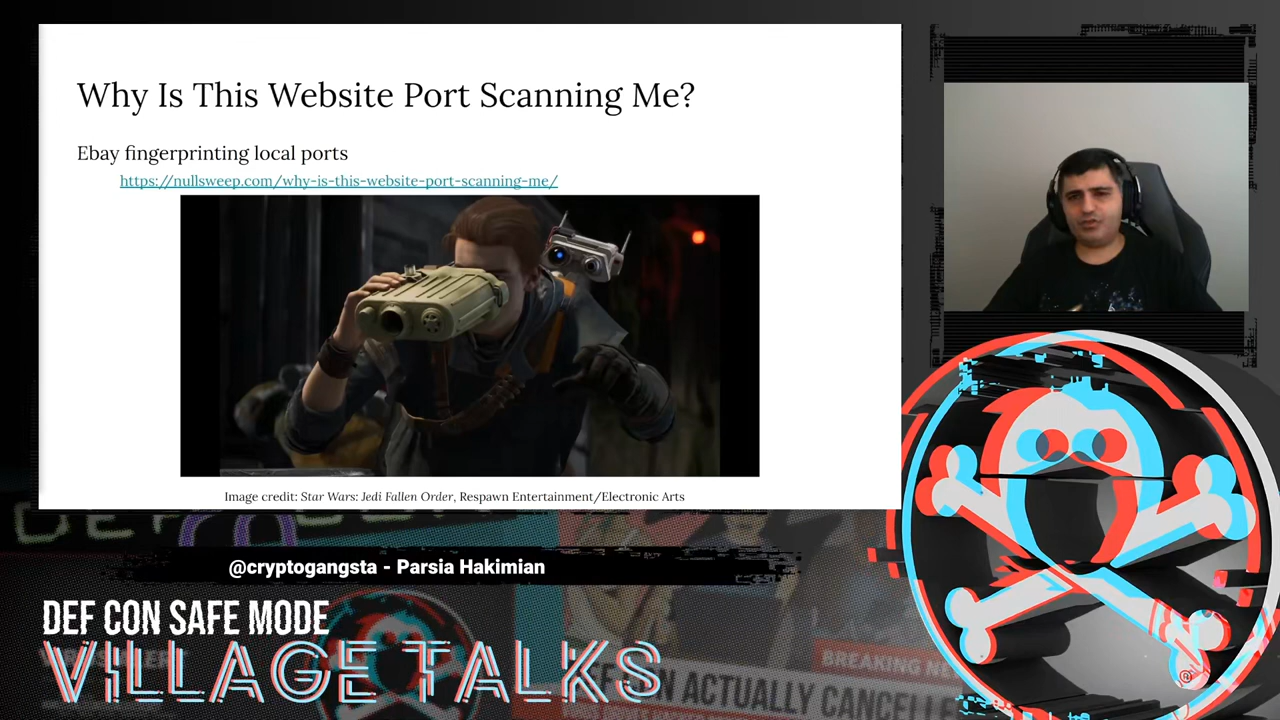 Why Is This Website Port Scanning Me?
Ebay fingerprinting local ports
https://nullsweep.com/why-is-this-website-port-scanning-me/
Image credit: Star Wars: Jedi Fallen Order, Respawn Entertainment/Electronic Arts
@cryptogangsta - Parsia Hakimian
DEF CON SAFE MODE
VILLAGE TALKS
BREAKING NE
ACTUALLY CANCELLE